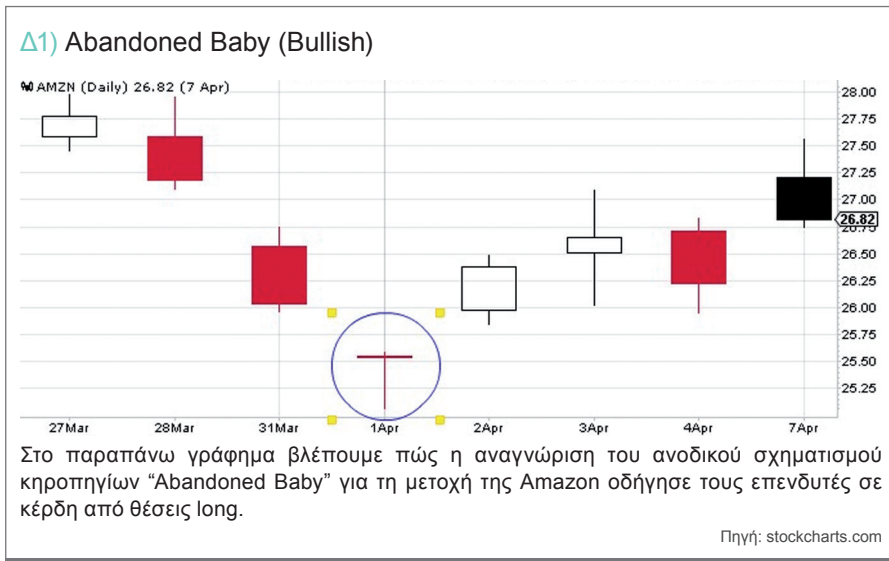 Δ1) Abandoned Baby (Bullish)
AMZN (Daily) 26.82 (7 Apr)
28.00
27.75
27.50
27.25
27.00
26.82
26.75
26.50
26.25
26.00
25.75
25.50
25.25
27Mar 28Mar 31Mar 1Apr 2Apr 3Apr 4Apr 7Apr
Στο παραπάνω γράφημα βλέπουμε πώς η αναγνώριση του ανοδικού σχηματισμού
κηροπηγίων “Abandoned Baby” για τη μετοχή της Amazon οδήγησε τους επενδυτές σε
κέρδη από θέσεις long.
Πηγή: stockcharts.com